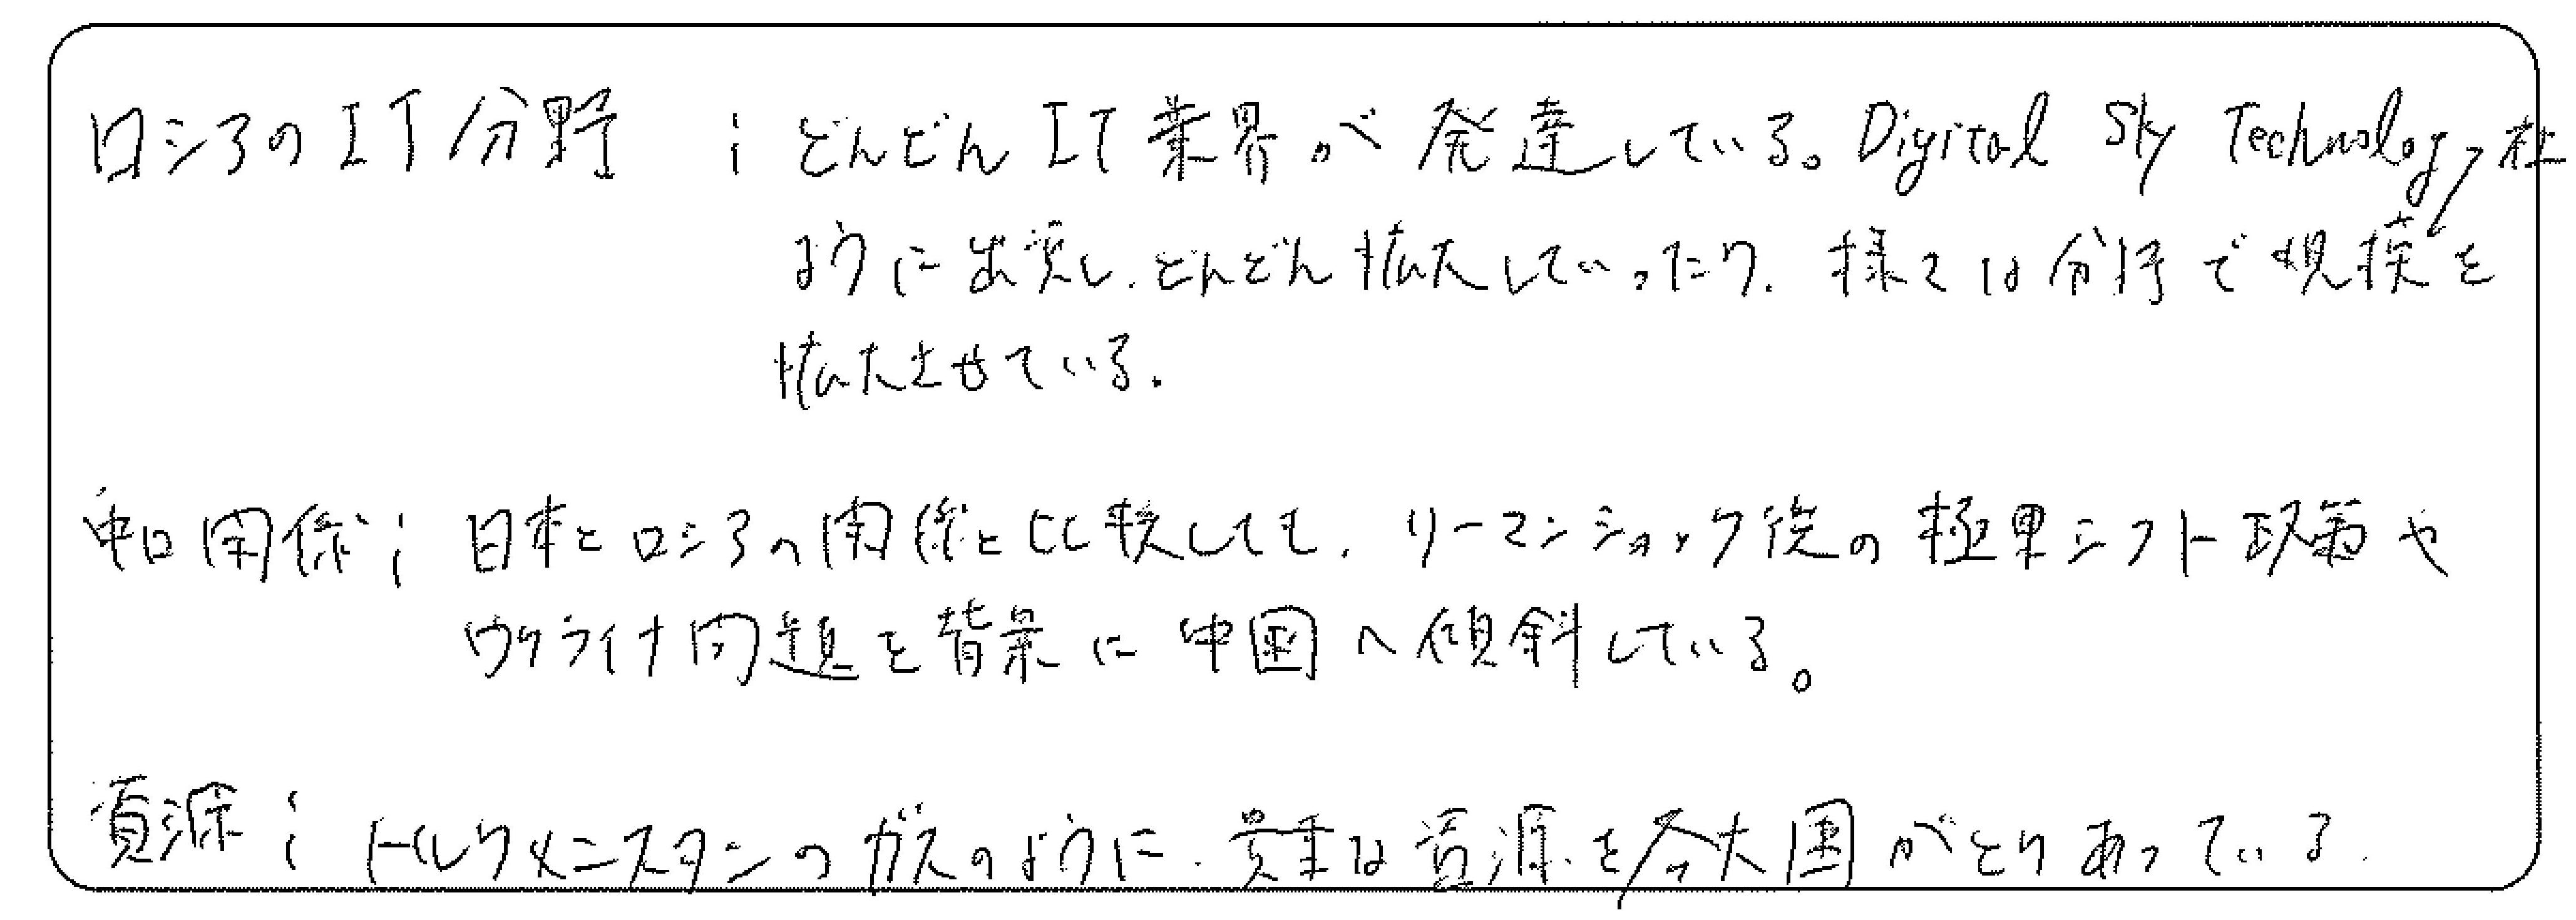 ロシアのIT分野 ; どんどんIT業界が発達している。Digital Sky Technology社
ように出資し、どんどん拡大していったり、様々な分野で規模を
拡大させている。
中ロ関係 ; 日本とロシアの関係と比較しても、リーマンショック後の極東シフト政策や
ウクライナ問題を背景に中国へ傾斜している。
資源 ; トルクメニスタンのガスのように、貴重な資源を各大国がとりあっている。